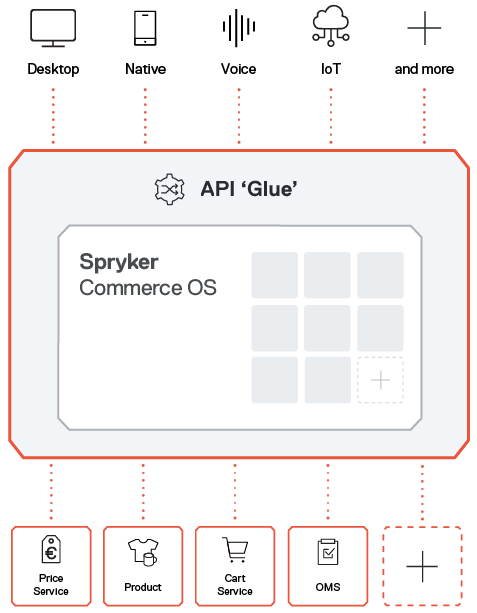 Desktop
Native
Voice
IoT
and more
API ‘Glue’
Spryker
Commerce OS
Price
Service
Product
Cart
Service
OMS